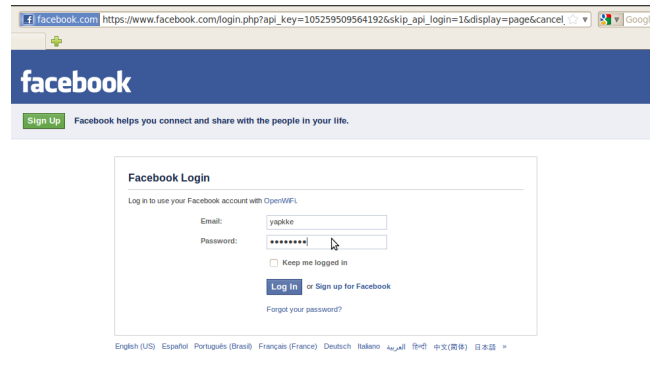 facebook.com https://www.facebook.com/login.php?api_key=105259509564192&skip_api_login=1&display=page&cancel_
facebook
Sign Up Facebook helps you connect and share with the people in your life.
Facebook Login
Log in to use your Facebook account with OpenWiFi.
Email: yapkke
Password: ••••••••
Keep me logged in
Log In or Sign up for Facebook
Forgot your password?
English (US) Español Português (Brasil) Français (France) Deutsch Italiano العربية हिन्दी 中文(简体) 日本語 »